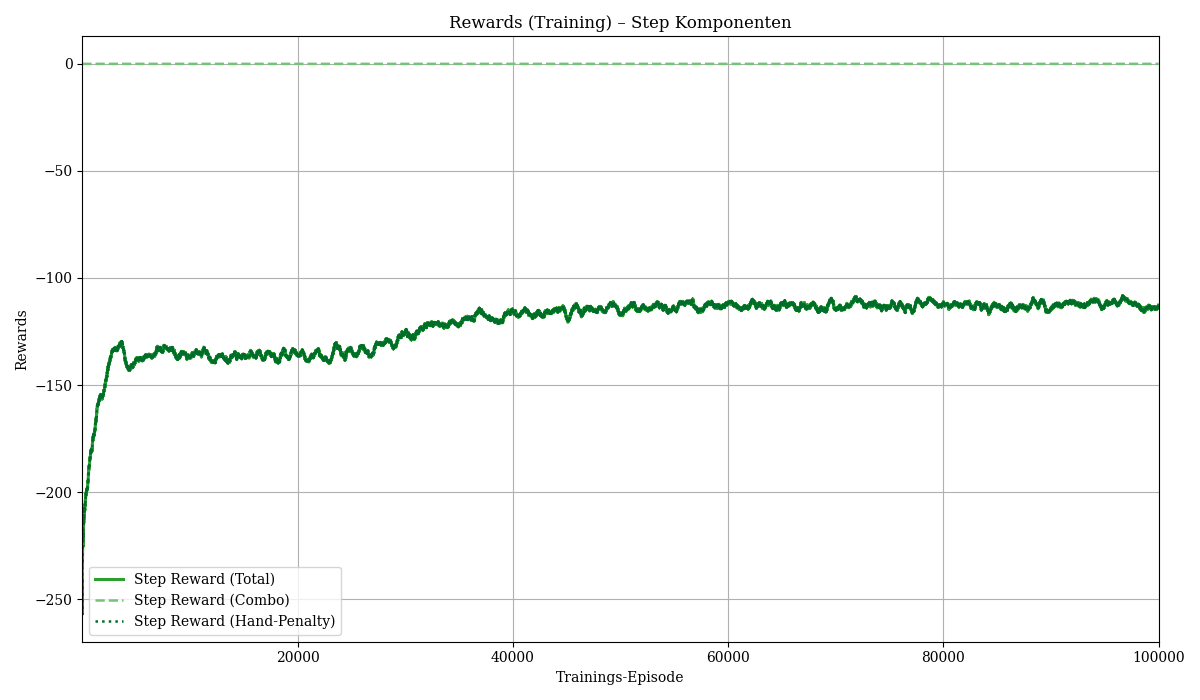 Rewards (Training) – Step Komponenten
0
−50
−100
−150
−200
−250
Rewards
Step Reward (Total)
Step Reward (Combo)
Step Reward (Hand-Penalty)
20000 40000 60000 80000 100000
Trainings-Episode